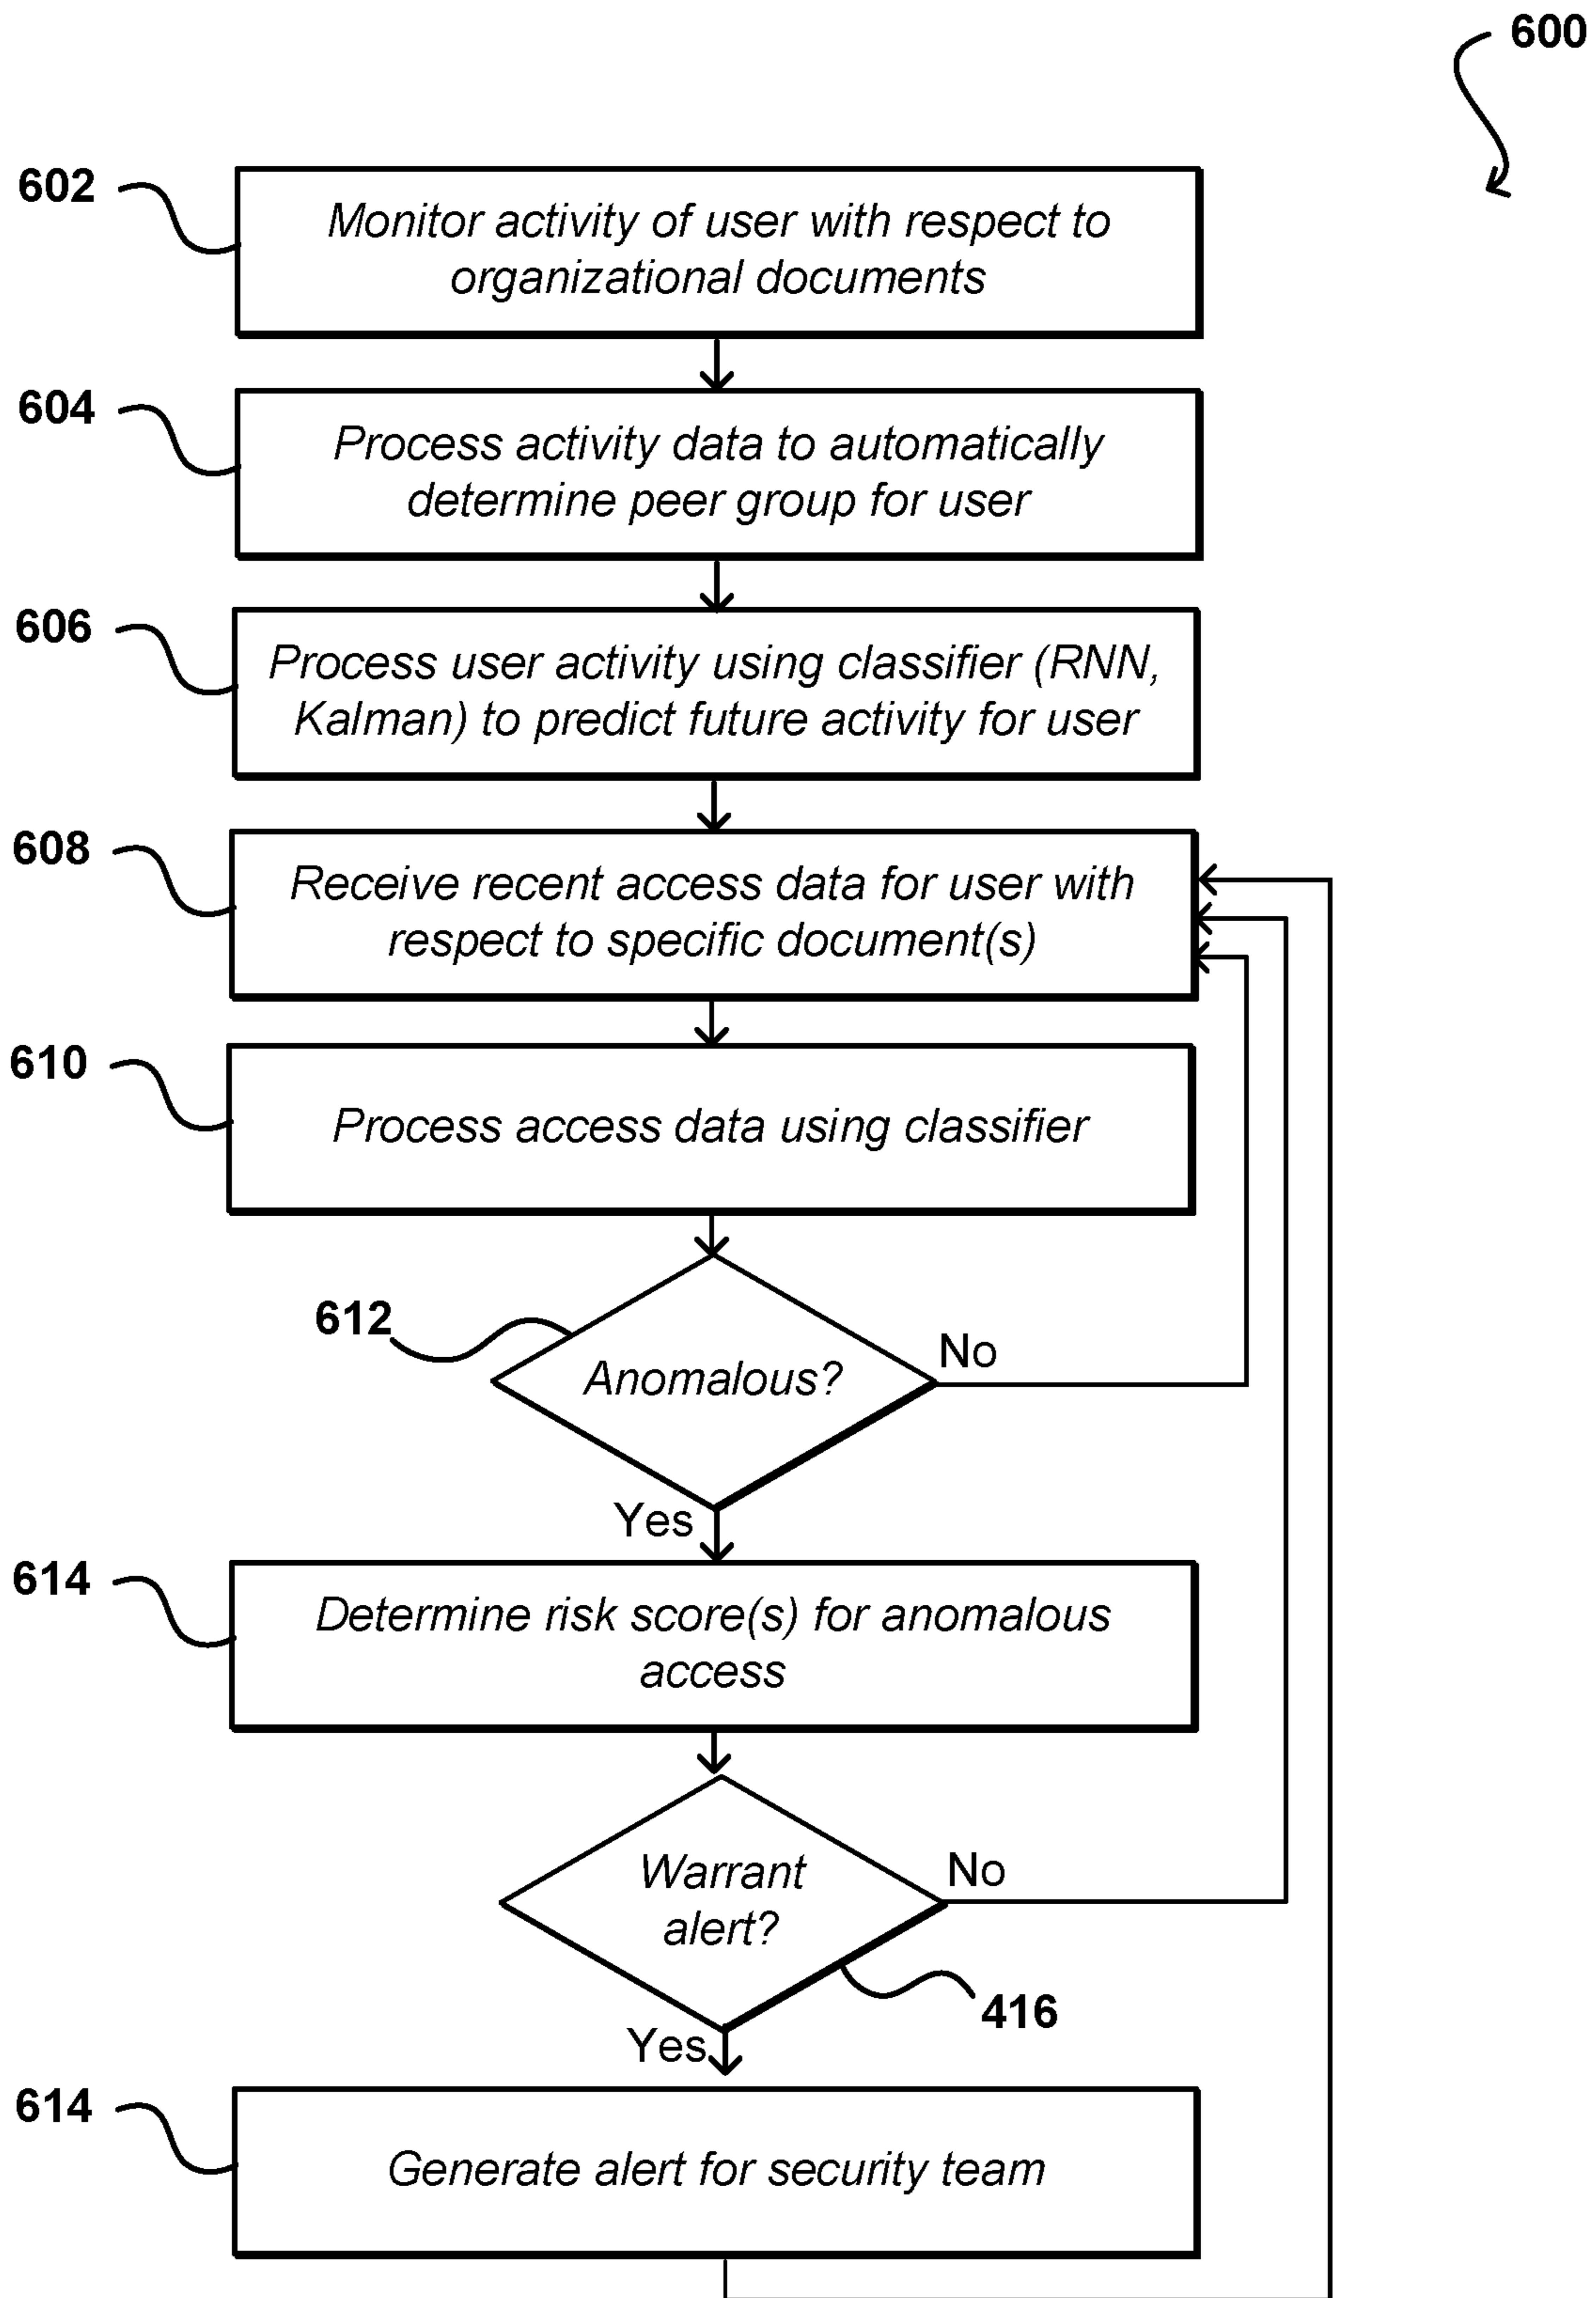 600
602
Monitor activity of user with respect to
organizational documents
604
Process activity data to automatically
determine peer group for user
606
Process user activity using classifier (RNN,
Kalman) to predict future activity for user
608
Receive recent access data for user with
respect to specific document(s)
610
Process access data using classifier
612
Anomalous?
No
Yes
614
Determine risk score(s) for anomalous
access
Warrant
alert?
No
416
Yes
614
Generate alert for security team